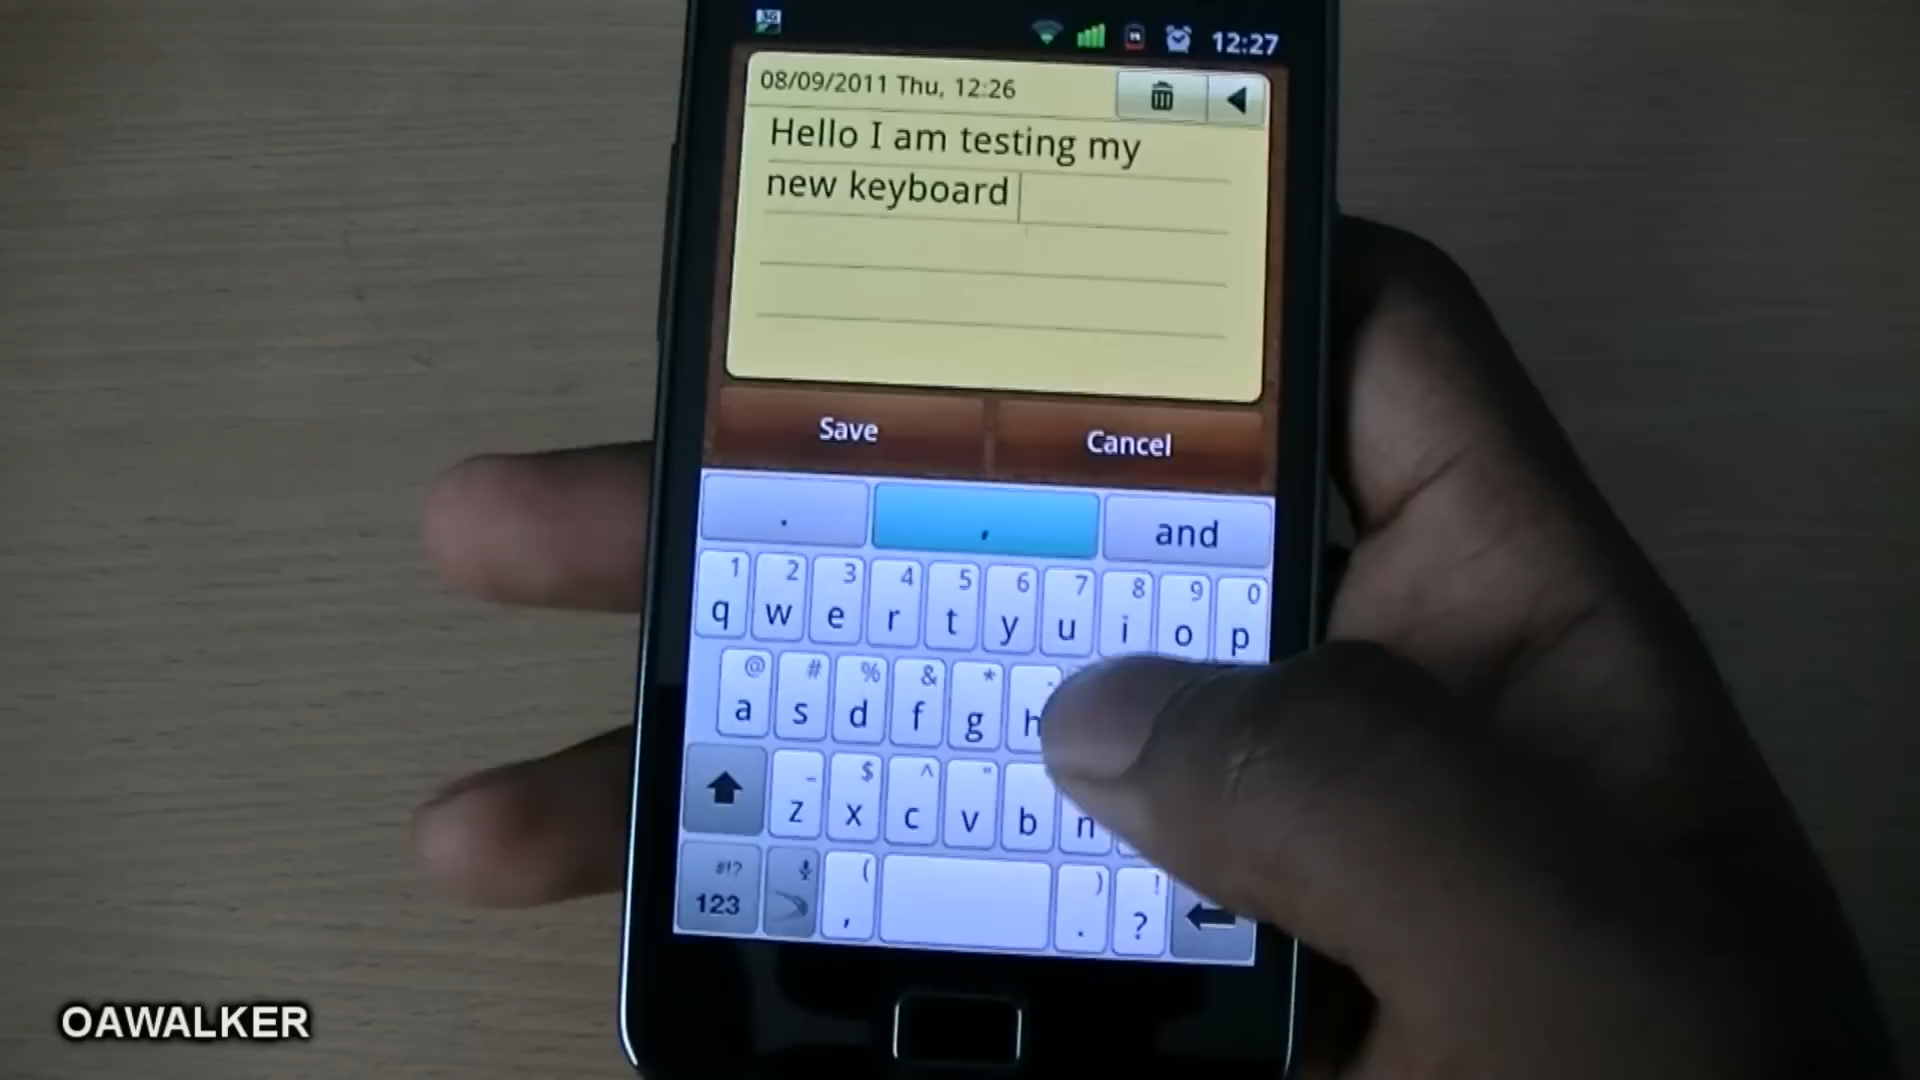 12:27
08/09/2011 Thu, 12:26
Hello I am testing my
new keyboard
Save Cancel
. , and
1 2 3 4 5 6 7 8 9 0
q w e r t y u i o p
@ # % & * -
a s d f g h
_ $ ^ "
z x c v b n
#!? ( ) !
123 , . ?
OAWALKER